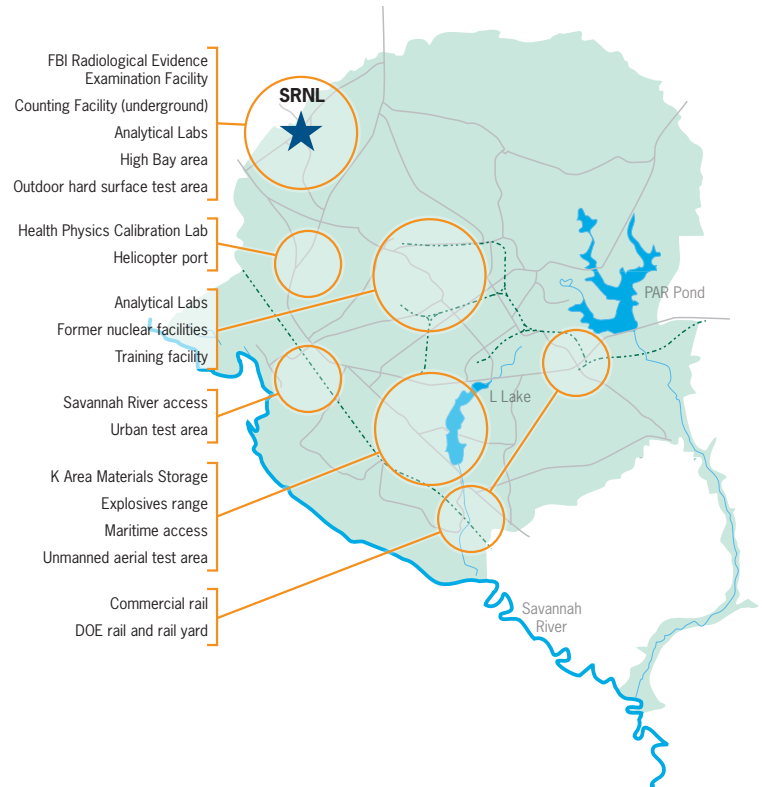 FBI Radiological Evidence
Examination Facility
Counting Facility (underground)
Analytical Labs
High Bay area
Outdoor hard surface test area
SRNL
Health Physics Calibration Lab
Helicopter port
Analytical Labs
Former nuclear facilities
Training facility
PAR Pond
Savannah River access
Urban test area
L Lake
K Area Materials Storage
Explosives range
Maritime access
Unmanned aerial test area
Commercial rail
DOE rail and rail yard
Savannah
River